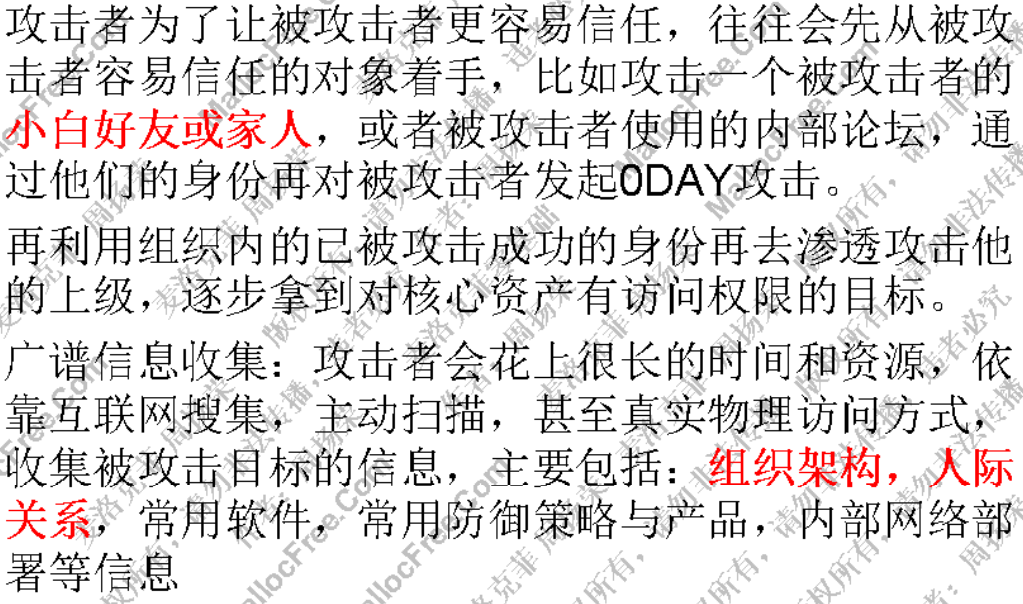 攻击者为了让被攻击者更容易信任，往往会先从被攻
击者容易信任的对象着手，比如攻击一个被攻击者的
小白好友或家人，或者被攻击者使用的内部论坛，通
过他们的身份再对被攻击者发起0DAY攻击。
再利用组织内的已被攻击成功的身份再去渗透攻击他
的上级，逐步拿到对核心资产有访问权限的目标。
广谱信息收集：攻击者会花上很长的时间和资源，依
靠互联网搜集，主动扫描，甚至真实物理访问方式，
收集被攻击目标的信息，主要包括：组织架构，人际
关系，常用软件，常用防御策略与产品，内部网络部
署等信息